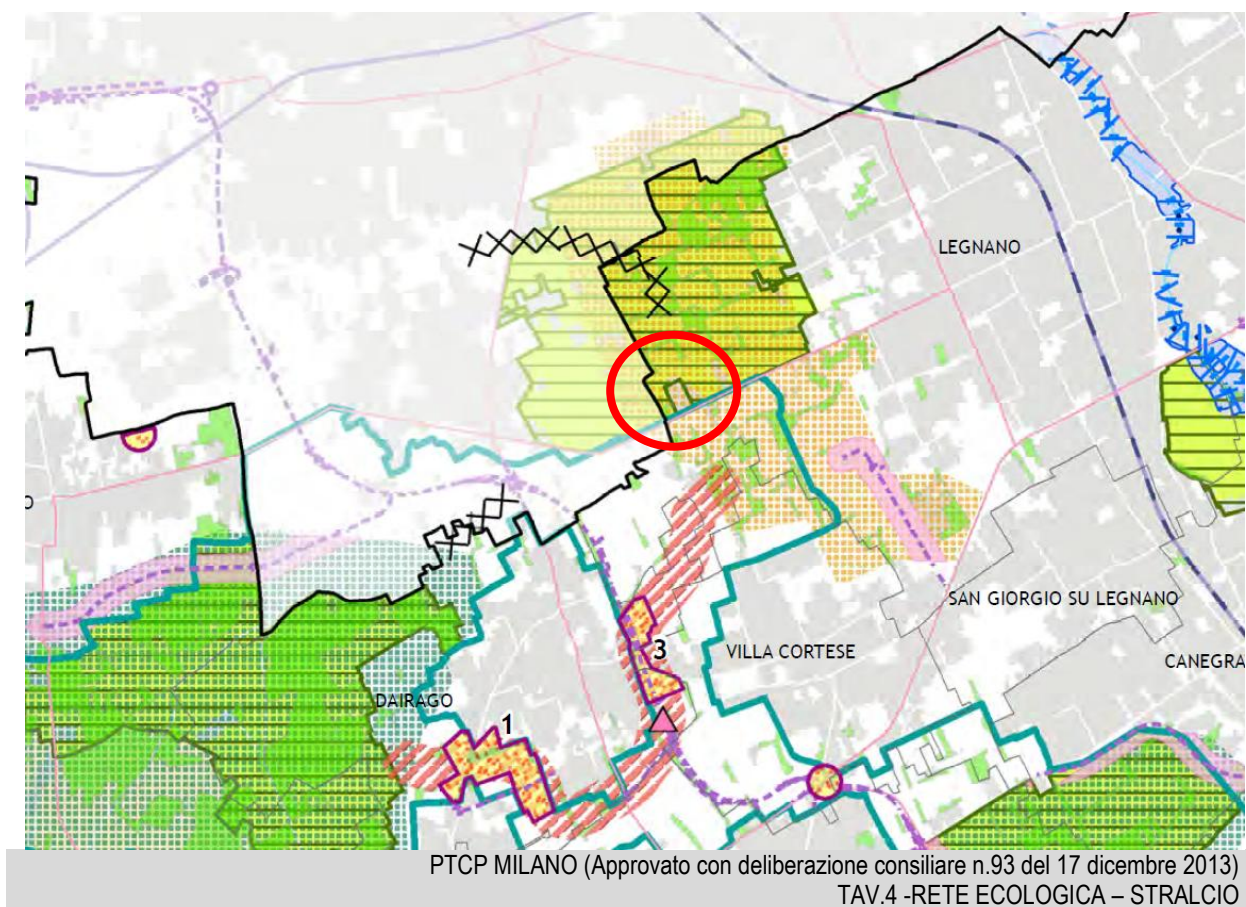 LEGNANO
O
SAN GIORGIO SU LEGNANO
3
VILLA CORTESE
CANEGRA
DAIRAGO
1
PTCP MILANO (Approvato con deliberazione consiliare n.93 del 17 dicembre 2013)
TAV.4 -RETE ECOLOGICA – STRALCIO